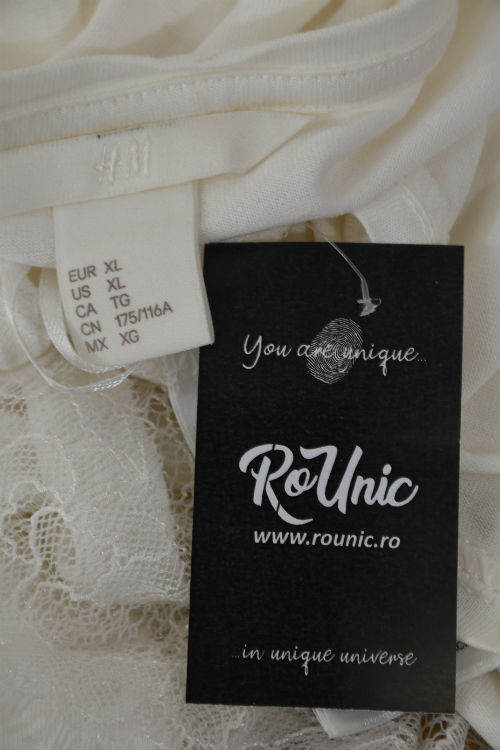 H&M
EUR XL
US XL
CA TG
CN 175/116A
MX XG
You are unique...
RoUnic
www.rounic.ro
...in unique universe